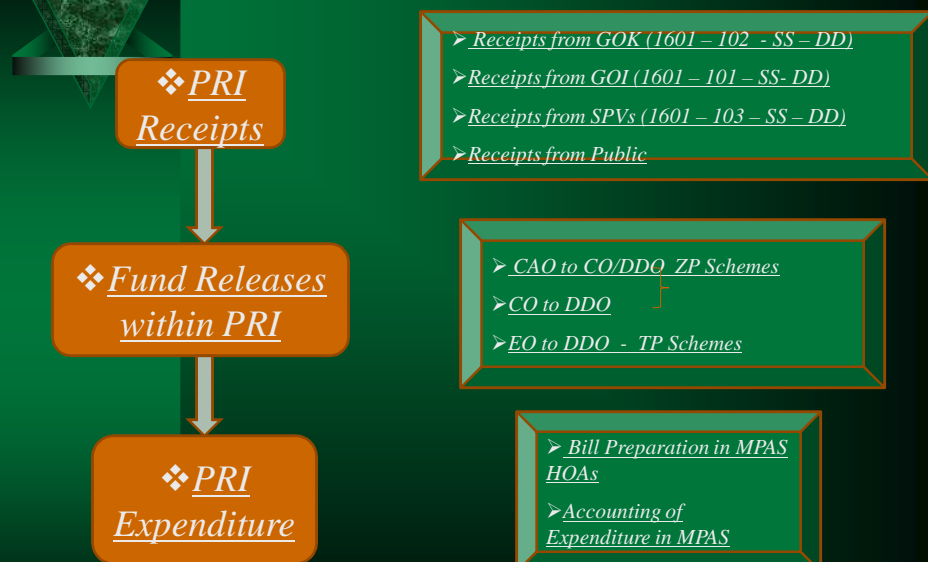 ❖PRI
Receipts
➢ Receipts from GOK (1601 – 102 - SS – DD)
➢Receipts from GOI (1601 – 101 – SS- DD)
➢Receipts from SPVs (1601 – 103 – SS – DD)
➢Receipts from Public
❖Fund Releases
within PRI
➢ CAO to CO/DDO ZP Schemes
➢CO to DDO
➢EO to DDO - TP Schemes
❖PRI
Expenditure
➢ Bill Preparation in MPAS
HOAs
➢Accounting of
Expenditure in MPAS